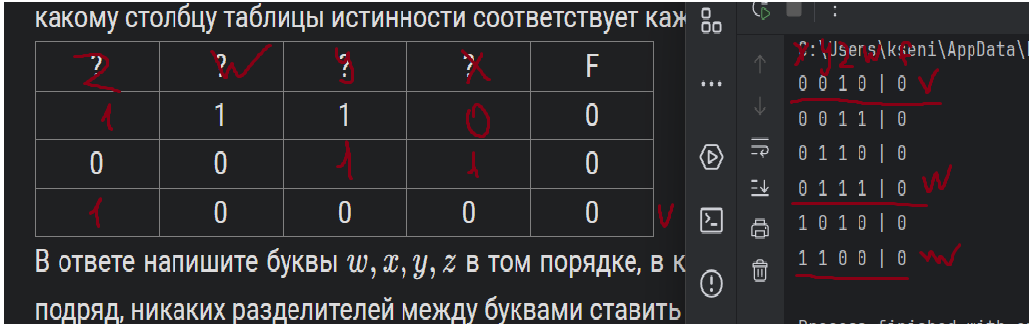 какому столбцу таблицы истинности соответствует каж
? ? ? ? F
z w y x
1 1 1 0 0
0 0 1 1 0
1 0 0 0 0 v
В ответе напишите буквы w, x, y, z в том порядке, в к
подряд, никаких разделителей между буквами ставить
:
C:\Users\kseni\AppData\
x y z w F
0 0 1 0 | 0 v
0 0 1 1 | 0
0 1 1 0 | 0
0 1 1 1 | 0
1 0 1 0 | 0
1 1 0 0 | 0
Process finished with